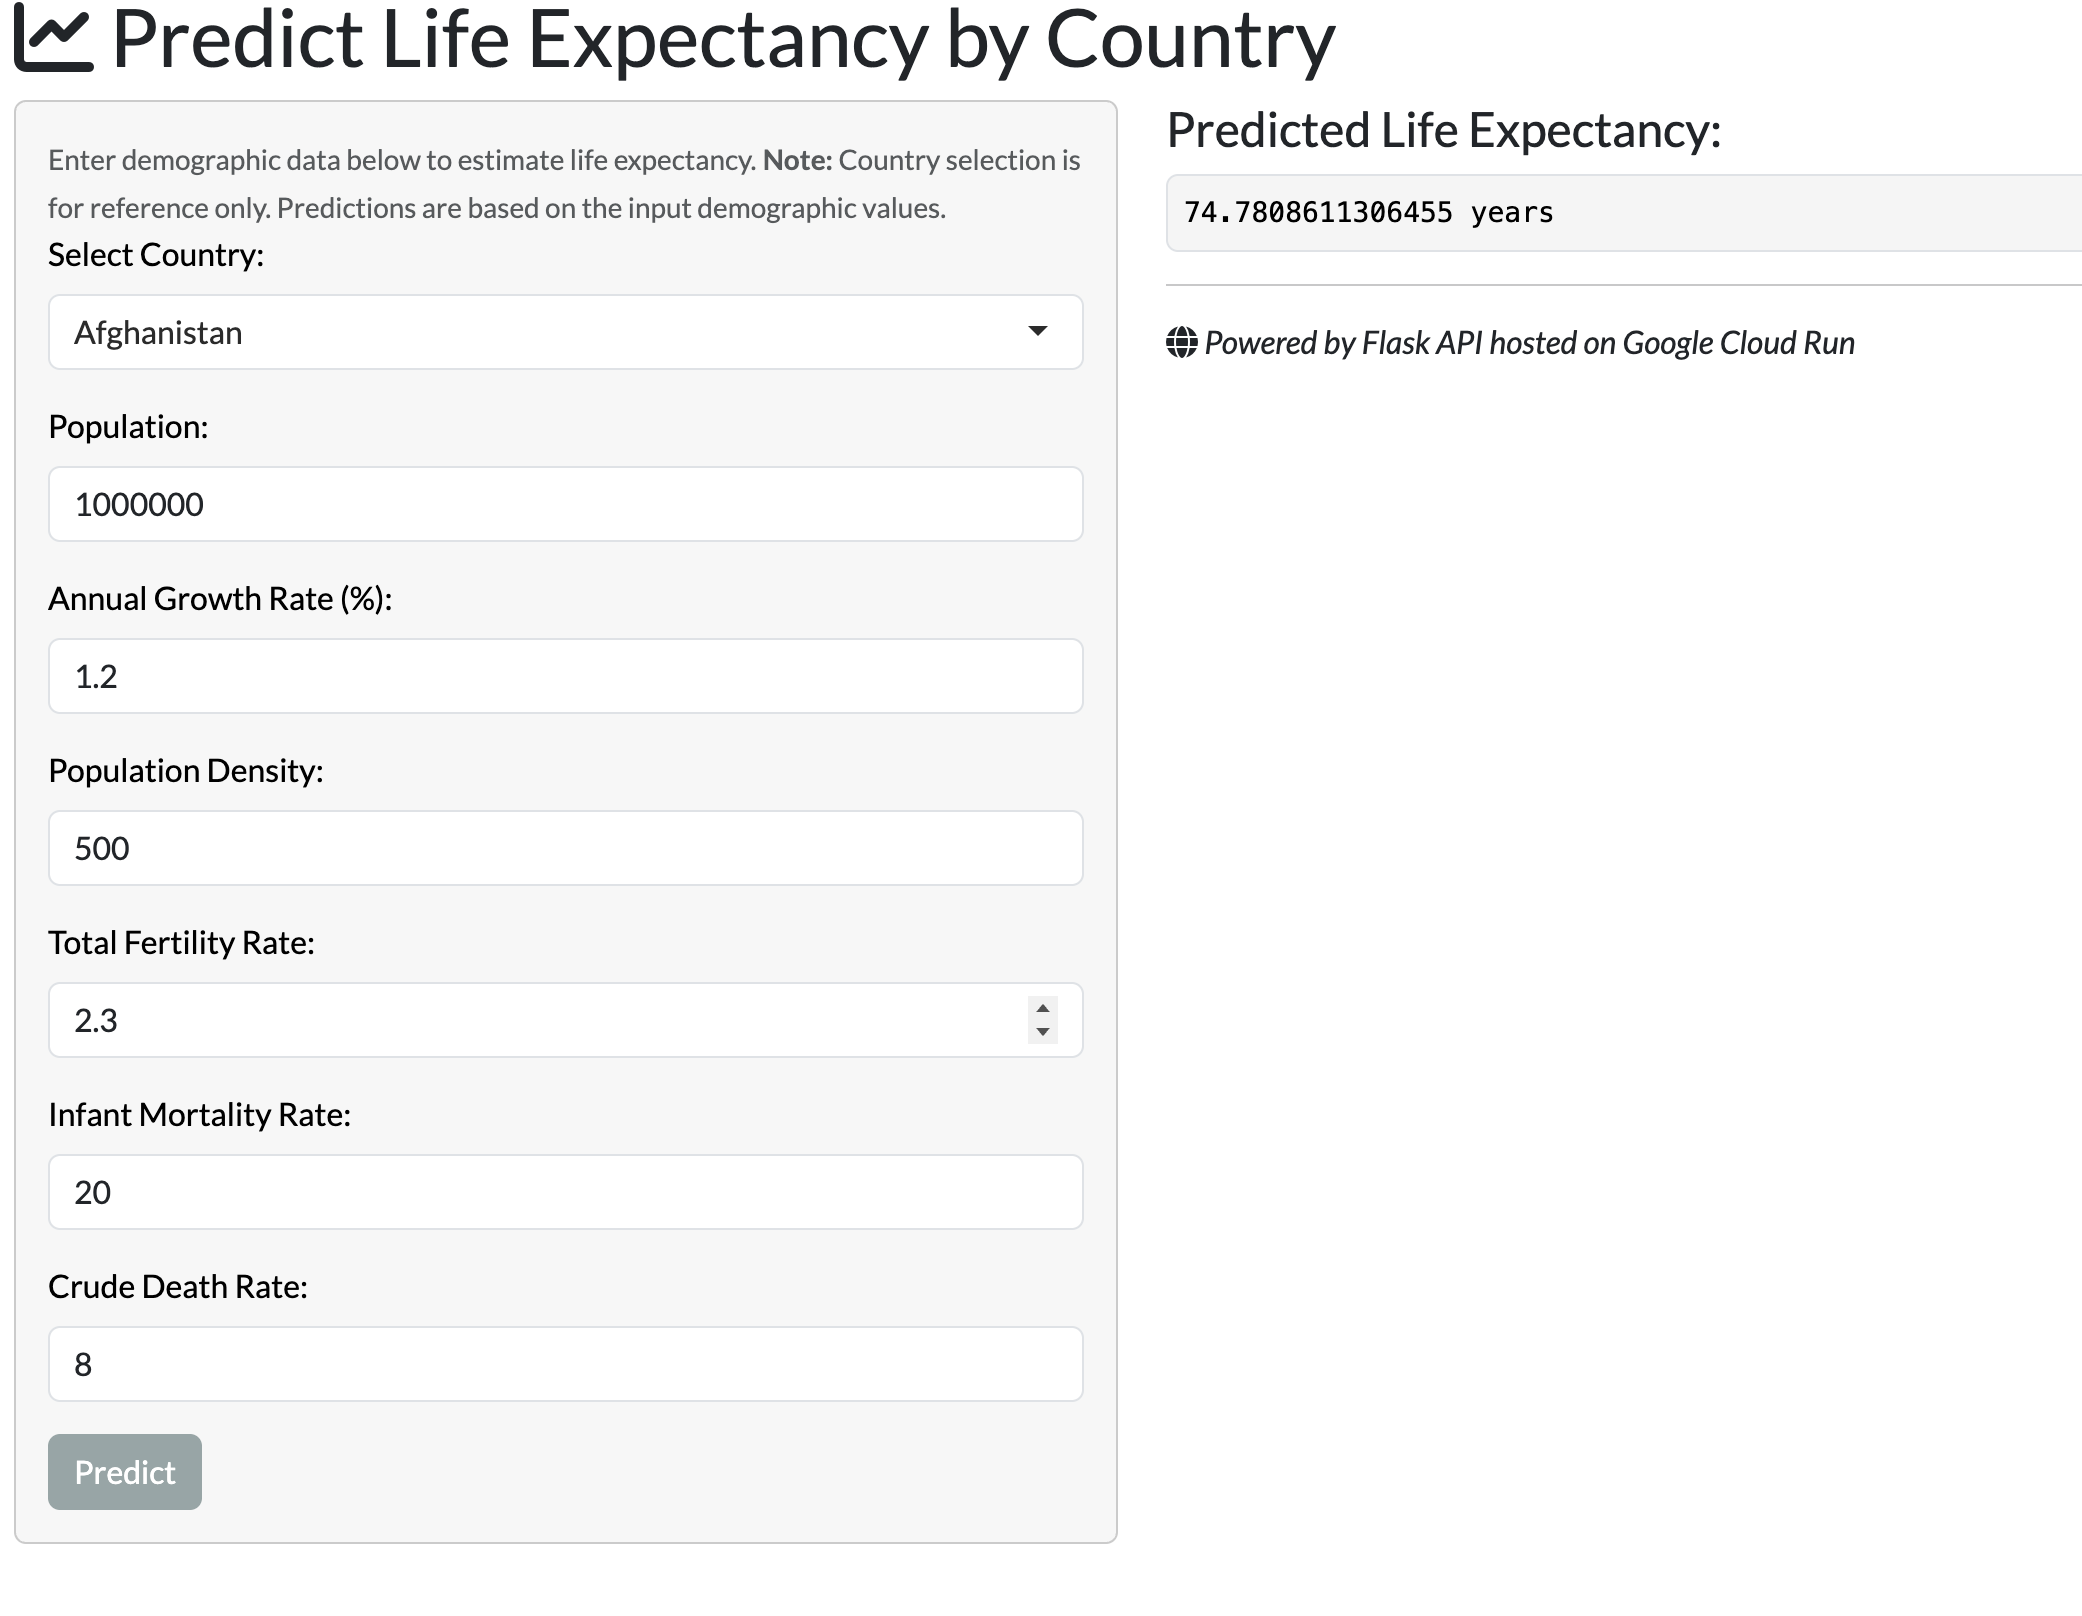 Predict Life Expectancy by Country
Enter demographic data below to estimate life expectancy. Note: Country selection is
for reference only. Predictions are based on the input demographic values.
Select Country:
Afghanistan
Population:
1000000
Annual Growth Rate (%):
1.2
Population Density:
500
Total Fertility Rate:
2.3
Infant Mortality Rate:
20
Crude Death Rate:
8
Predict
Predicted Life Expectancy:
74.7808611306455 years
Powered by Flask API hosted on Google Cloud Run